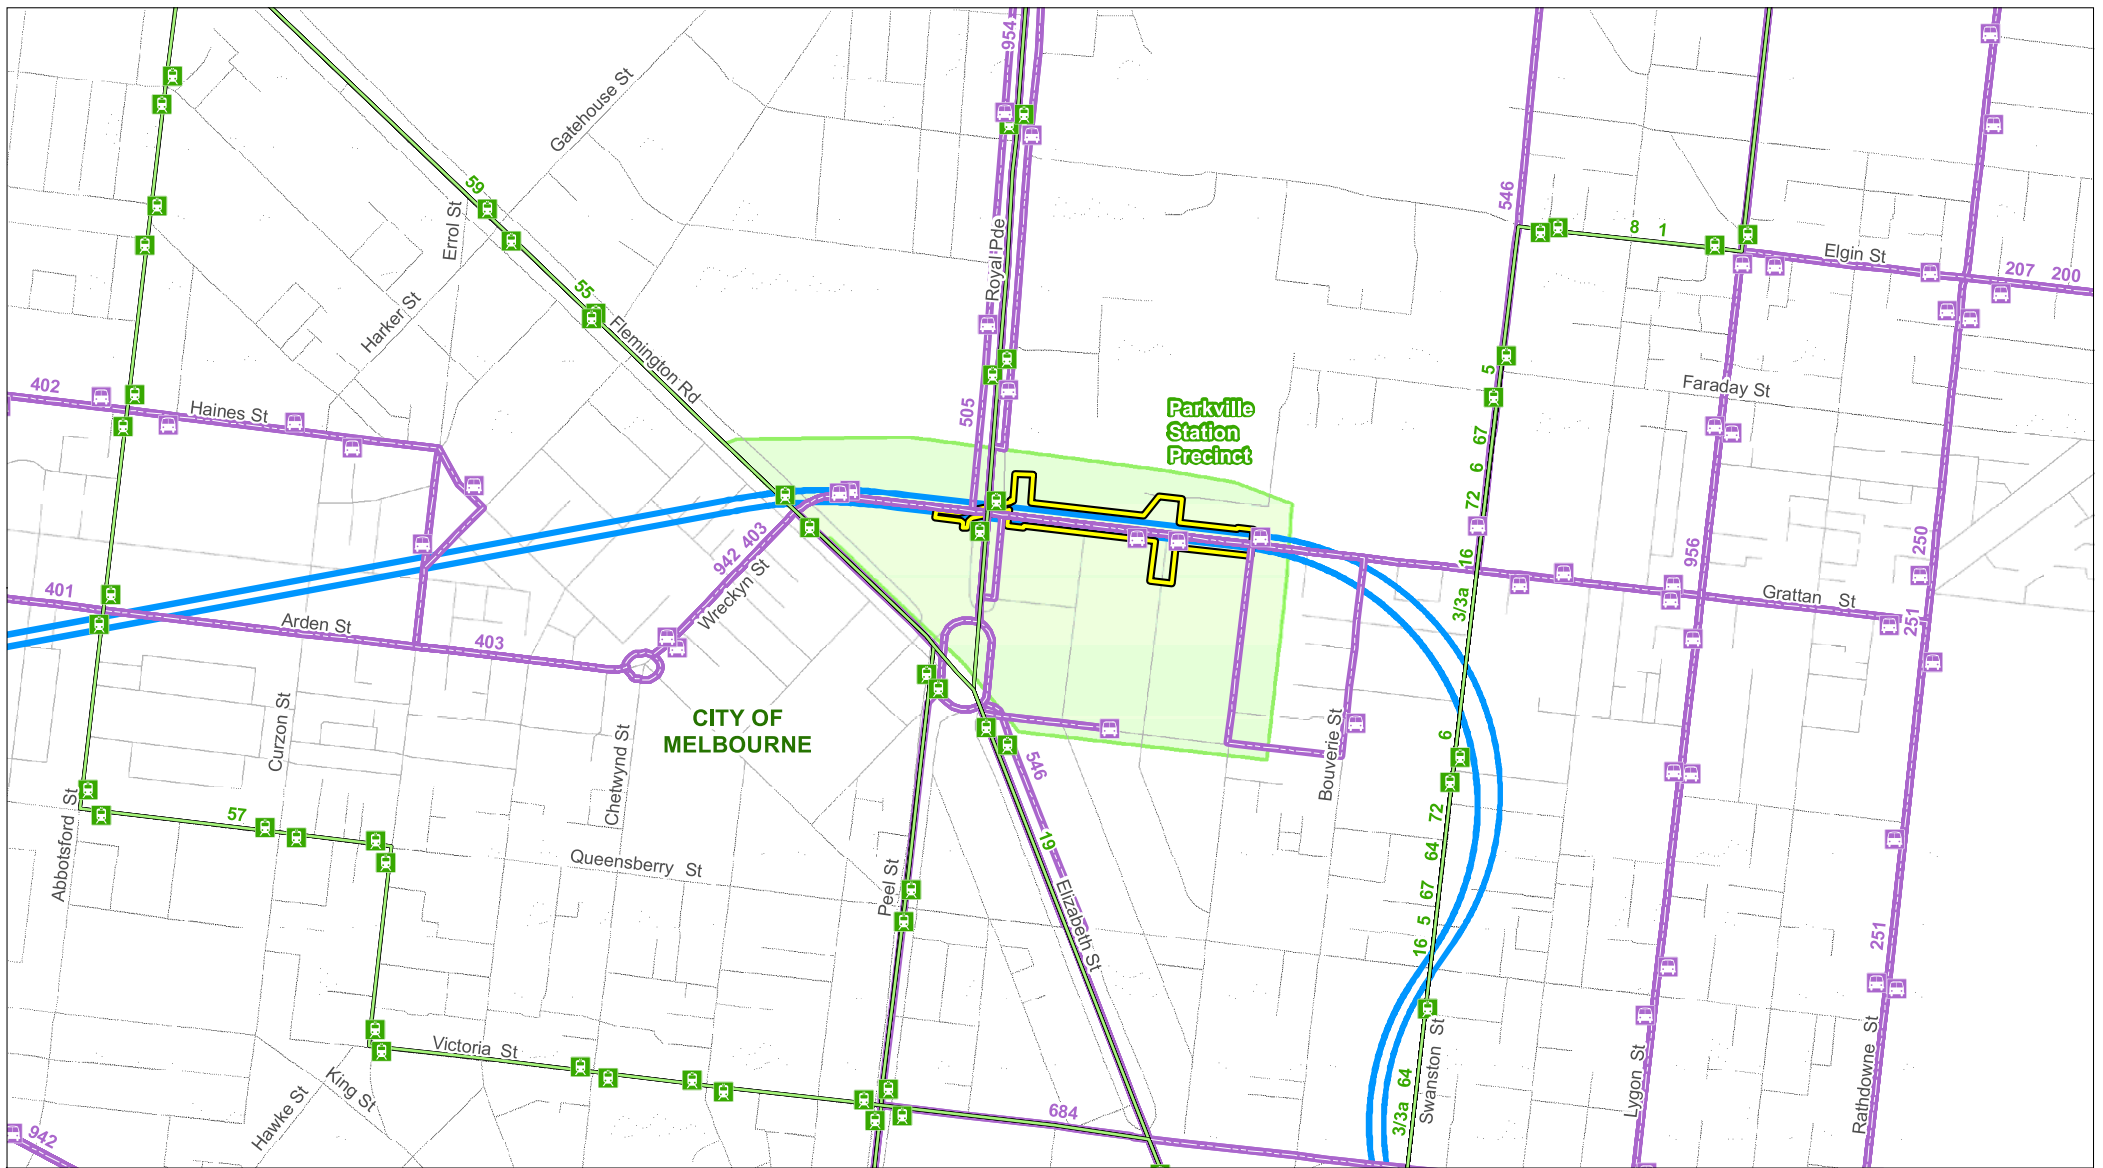 954
Gatehouse St
59
Errol St
546
8
1
Elgin St
207
200
Royal Pde
55
Harker St
Flemington Rd
402
Haines St
505
Parkville
Station
Precinct
5
Faraday St
67
6
72
942
403
Wreckyn St
16
956
250
401
Arden St
403
3/3a
Grattan St
251
Curzon St
CITY OF
MELBOURNE
Chetwynd St
546
Bouverie St
6
72
57
19
64
Abbotsford St
Queensberry St
Peel St
Elizabeth St
67
5
16
251
Victoria St
King St
Hawke St
942
684
64
3/3a
Swanston St
Lygon St
Rathdowne St